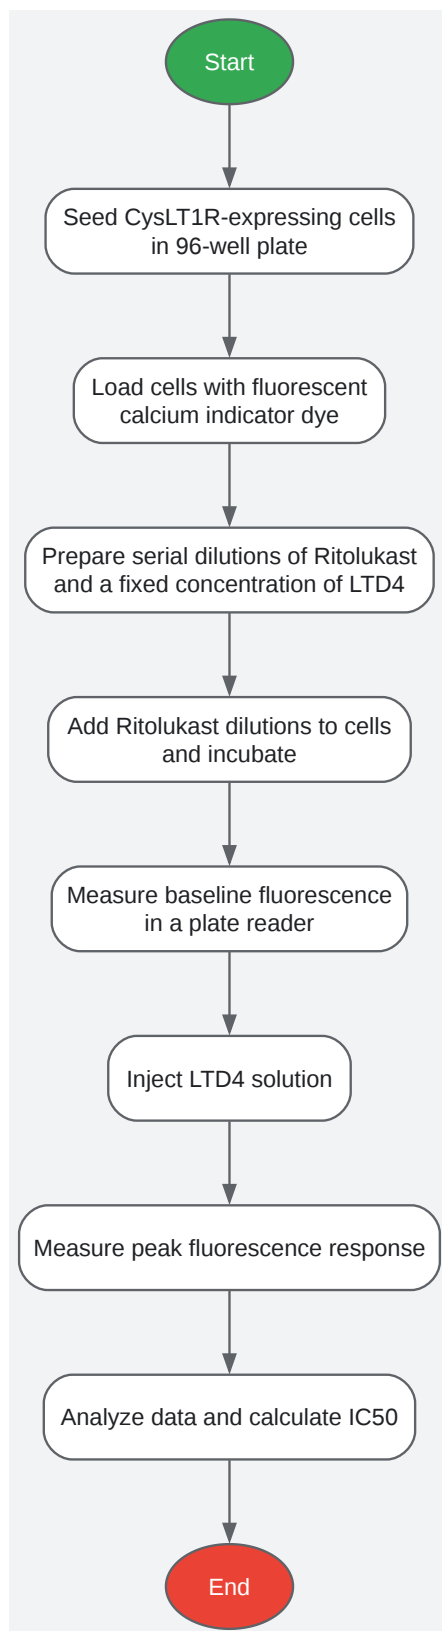 Start
Seed CysLT1R-expressing cells
in 96-well plate
Load cells with fluorescent
calcium indicator dye
Prepare serial dilutions of Ritolukast
and a fixed concentration of LTD4
Add Ritolukast dilutions to cells
and incubate
Measure baseline fluorescence
in a plate reader
Inject LTD4 solution
Measure peak fluorescence response
Analyze data and calculate IC50
End